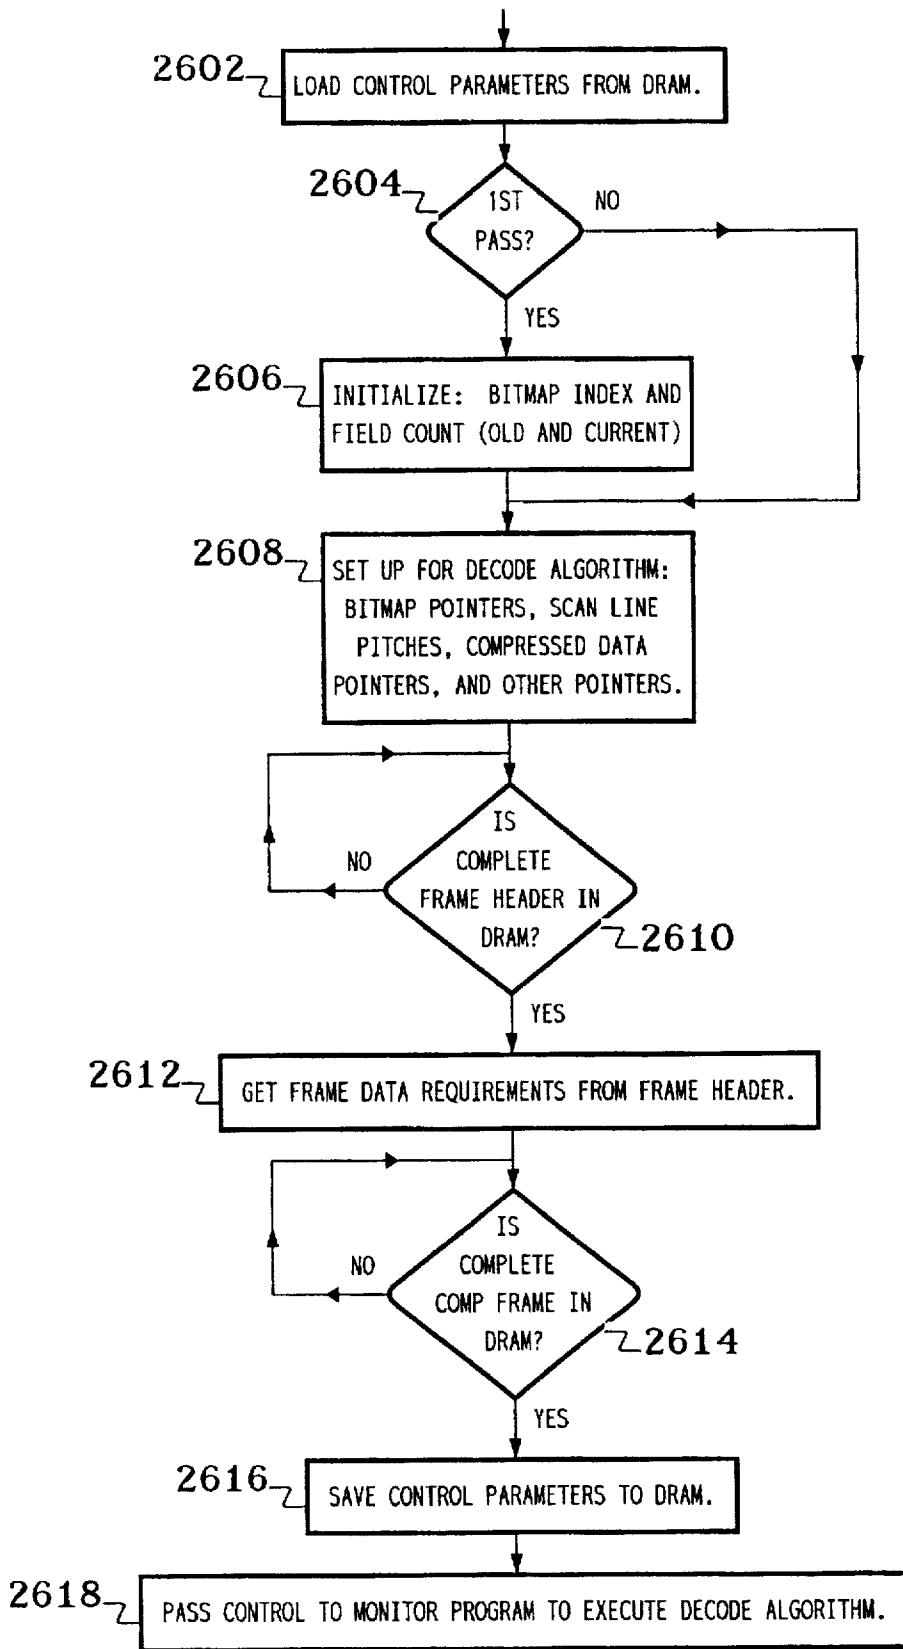 2602
LOAD CONTROL PARAMETERS FROM DRAM.
2604
1ST
PASS?
NO
YES
2606
INITIALIZE: BITMAP INDEX AND
FIELD COUNT (OLD AND CURRENT)
2608
SET UP FOR DECODE ALGORITHM:
BITMAP POINTERS, SCAN LINE
PITCHES, COMPRESSED DATA
POINTERS, AND OTHER POINTERS.
IS
COMPLETE
FRAME HEADER IN
DRAM?
NO
2610
YES
2612
GET FRAME DATA REQUIREMENTS FROM FRAME HEADER.
IS
COMPLETE
COMP FRAME IN
DRAM?
NO
2614
YES
2616
SAVE CONTROL PARAMETERS TO DRAM.
2618
PASS CONTROL TO MONITOR PROGRAM TO EXECUTE DECODE ALGORITHM.